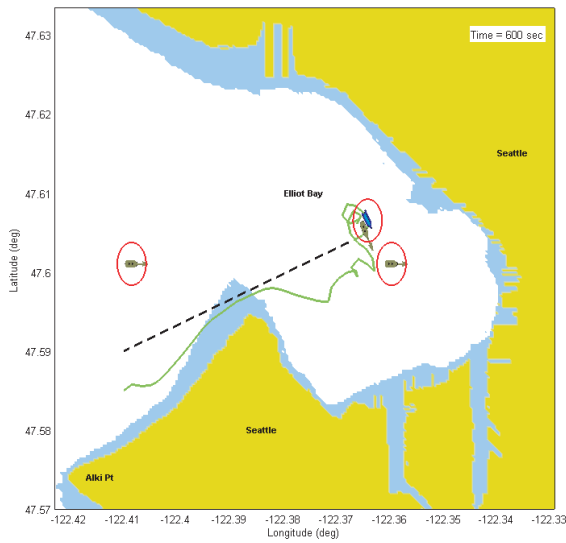 47.63
Time = 600 sec
47.62
Seattle
47.61
Elliot Bay
47.6
Latitude (deg)
47.59
47.58
Seattle
Alki Pt
47.57
-122.42 -122.41 -122.4 -122.39 -122.38 -122.37 -122.36 -122.35 -122.34 -122.33
Longitude (deg)